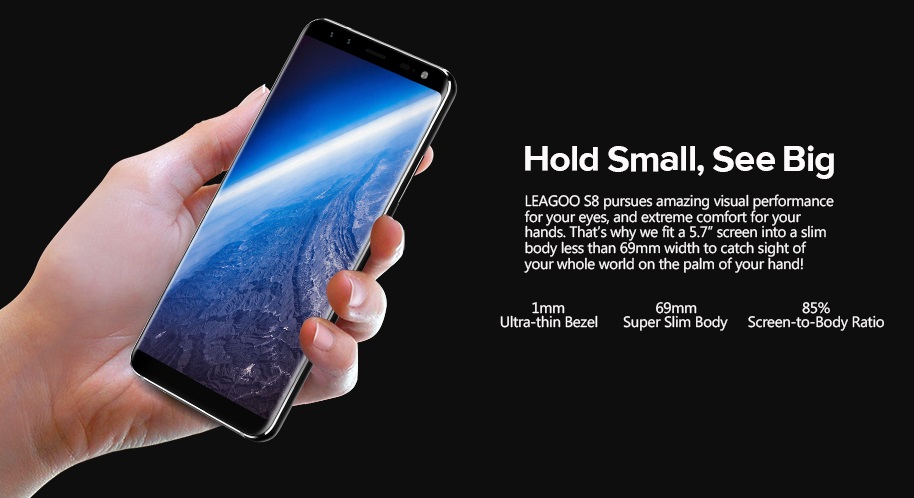 Hold Small, See Big
LEAGOO S8 pursues amazing visual performance
for your eyes, and extreme comfort for your
hands. That's why we fit a 5.7" screen into a slim
body less than 69mm width to catch sight of
your whole world on the palm of your hand!
1mm 69mm 85%
Ultra-thin Bezel Super Slim Body Screen-to-Body Ratio